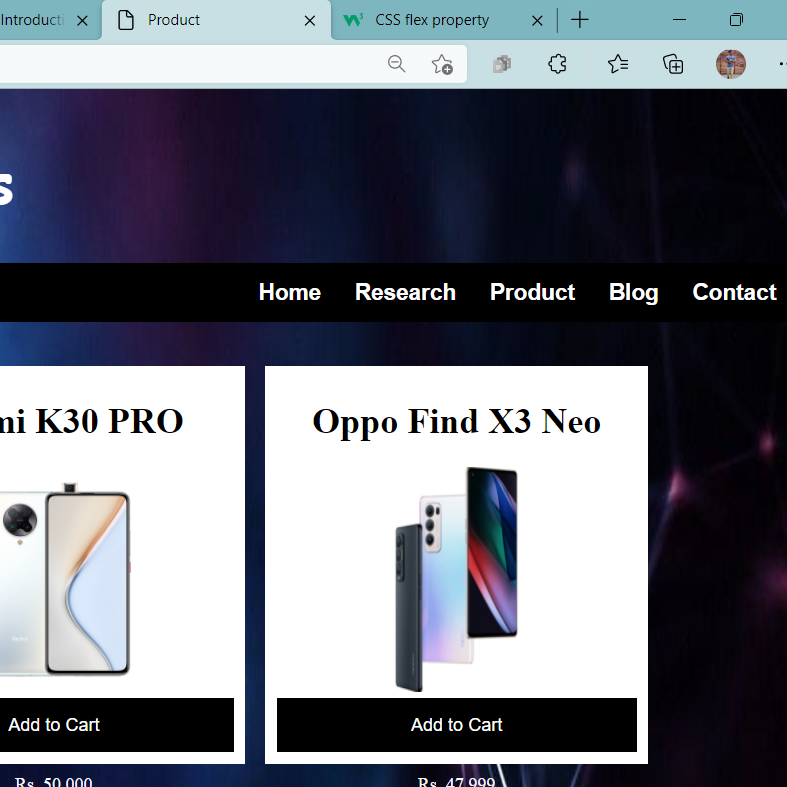 Introducti
Product
CSS flex property
s
Home Research Product Blog Contact
mi K30 PRO
Oppo Find X3 Neo
Add to Cart
Add to Cart
Rs. 50,000
Rs. 47,999